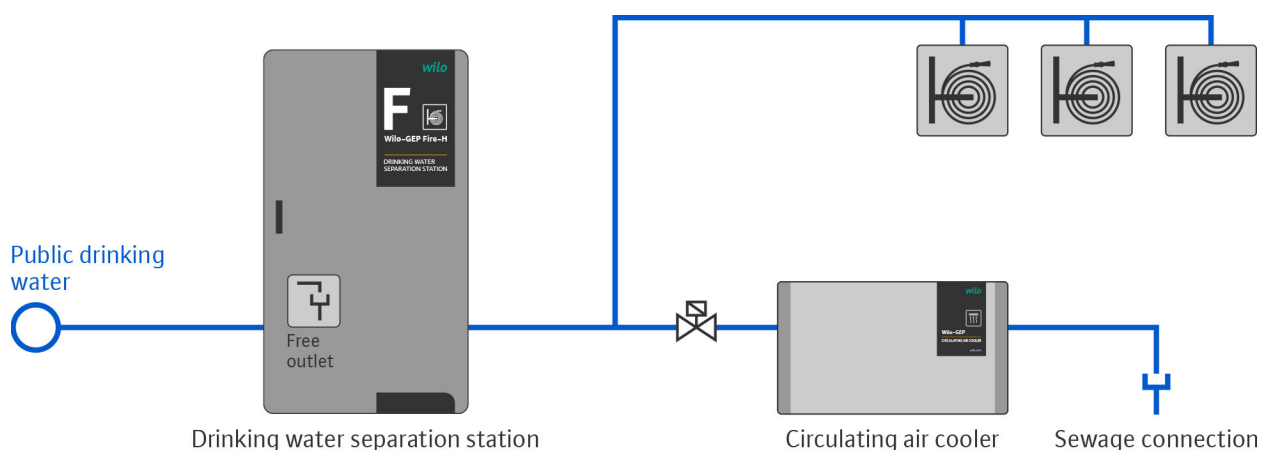 wilo
F
Wilo-GEP Fire-H
DRINKING WATER
SEPARATION STATION
Public drinking
water
Free
outlet
wilo
Wilo-GEP
CIRCULATING AIR COOLER
Drinking water separation station
Circulating air cooler
Sewage connection